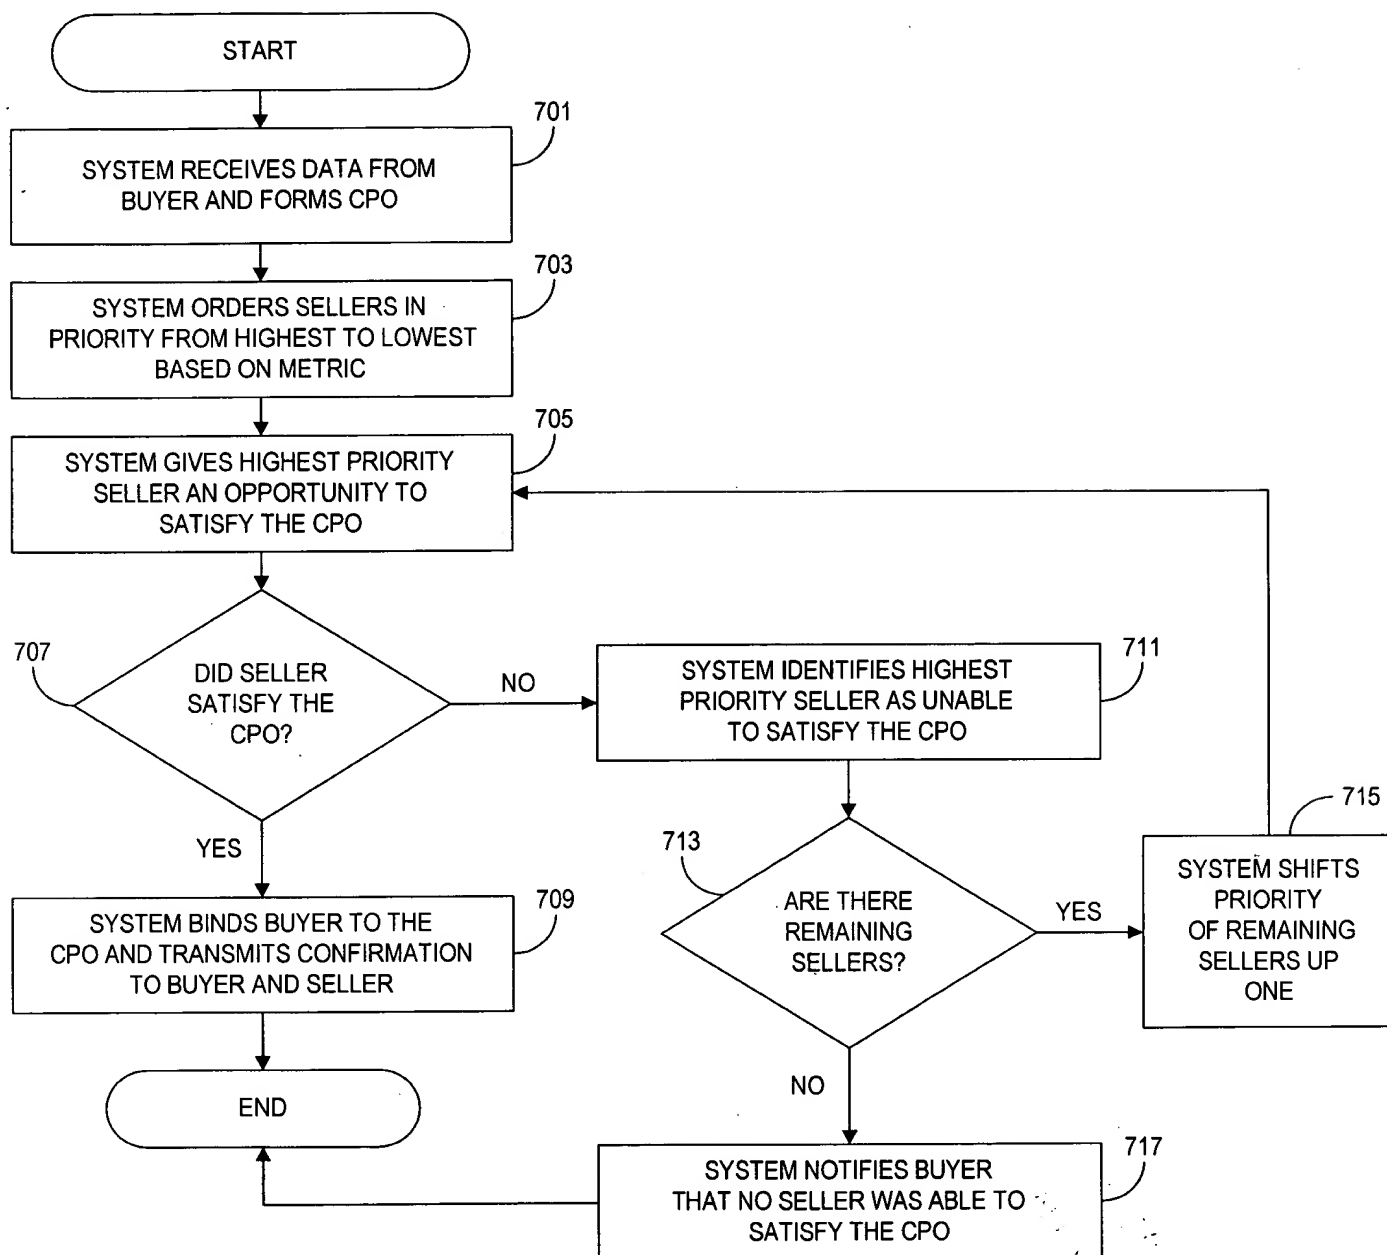 START
701
SYSTEM RECEIVES DATA FROM
BUYER AND FORMS CPO
703
SYSTEM ORDERS SELLERS IN
PRIORITY FROM HIGHEST TO LOWEST
BASED ON METRIC
705
SYSTEM GIVES HIGHEST PRIORITY
SELLER AN OPPORTUNITY TO
SATISFY THE CPO
707
DID SELLER
SATISFY THE
CPO?
NO
711
SYSTEM IDENTIFIES HIGHEST
PRIORITY SELLER AS UNABLE
TO SATISFY THE CPO
YES
709
SYSTEM BINDS BUYER TO THE
CPO AND TRANSMITS CONFIRMATION
TO BUYER AND SELLER
713
ARE THERE
REMAINING
SELLERS?
YES
715
SYSTEM SHIFTS
PRIORITY
OF REMAINING
SELLERS UP
ONE
NO
END
717
SYSTEM NOTIFIES BUYER
THAT NO SELLER WAS ABLE TO
SATISFY THE CPO